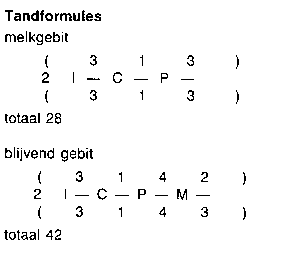 Tandformules
melkgebit
( 3 1 3 )
2 I — C — P —
( 3 1 3 )
totaal 28
blijvend gebit
( 3 1 4 2 )
2 I — C — P — M —
( 3 1 4 3 )
totaal 42